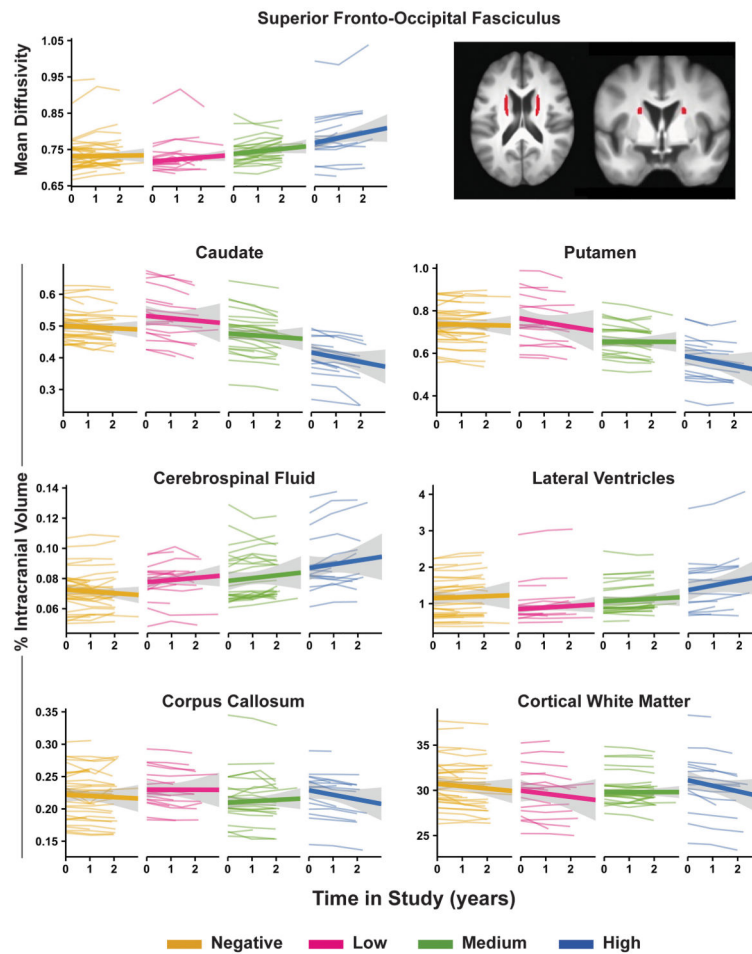 Superior Fronto-Occipital Fasciculus
Mean Diffusivity
1.05
0.95
0.85
0.75
0.65
0 1 2 0 1 2 0 1 2 0 1 2
Caudate
Putamen
0.6
0.5
0.4
0.3
0 1 2 0 1 2 0 1 2 0 1 2
1.0
0.8
0.6
0.4
0 1 2 0 1 2 0 1 2 0 1 2
% Intracranial Volume
Cerebrospinal Fluid
Lateral Ventricles
0.14
0.12
0.10
0.08
0.06
0 1 2 0 1 2 0 1 2 0 1 2
4
3
2
1
0 1 2 0 1 2 0 1 2 0 1 2
Corpus Callosum
Cortical White Matter
0.35
0.30
0.25
0.20
0.15
0 1 2 0 1 2 0 1 2 0 1 2
35
30
25
0 1 2 0 1 2 0 1 2 0 1 2
Time in Study (years)
Negative Low Medium High